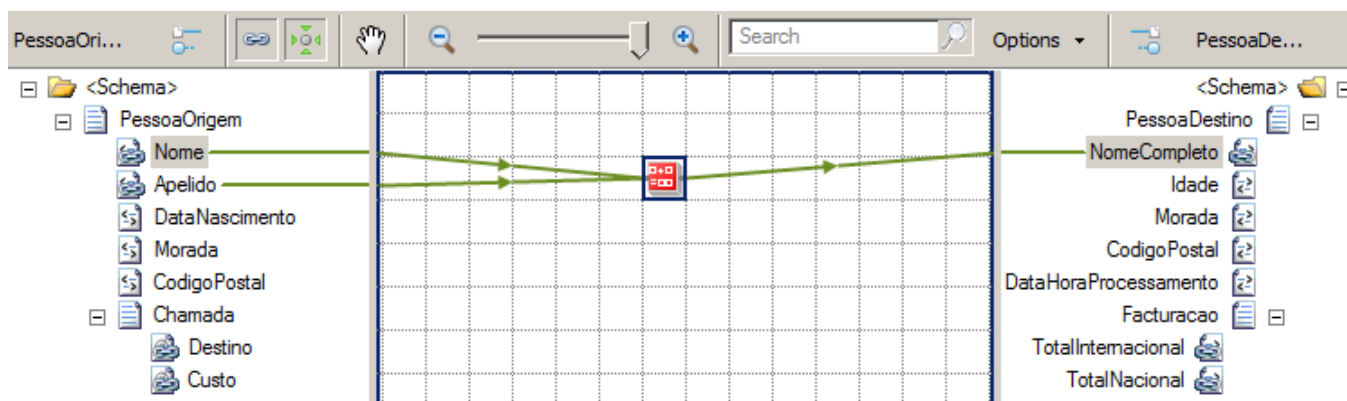 PessoaOri... Search Options PessoaDe...
<Schema> <Schema>
PessoaOrigem PessoaDestino
Nome NomeCompleto
Apelido Idade
DataNascimento Morada
Morada CodigoPostal
CodigoPostal DataHoraProcessamento
Chamada Facturacao
Destino TotalInternacional
Custo TotalNacional